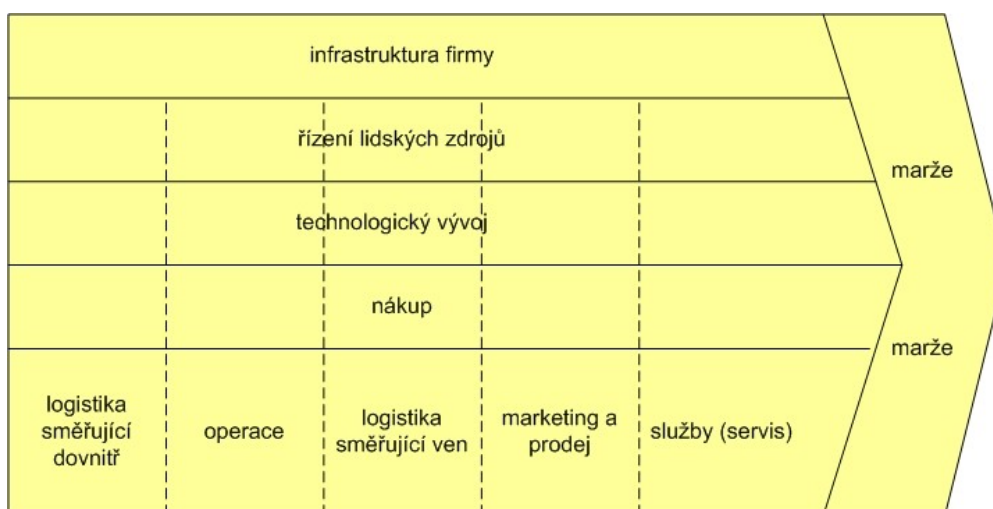 infrastruktura firmy
řízení lidských zdrojů
marže
technologický vývoj
nákup
marže
logistika
směřující
dovnitř
operace
logistika
směřující ven
marketing a
prodej
služby (servis)